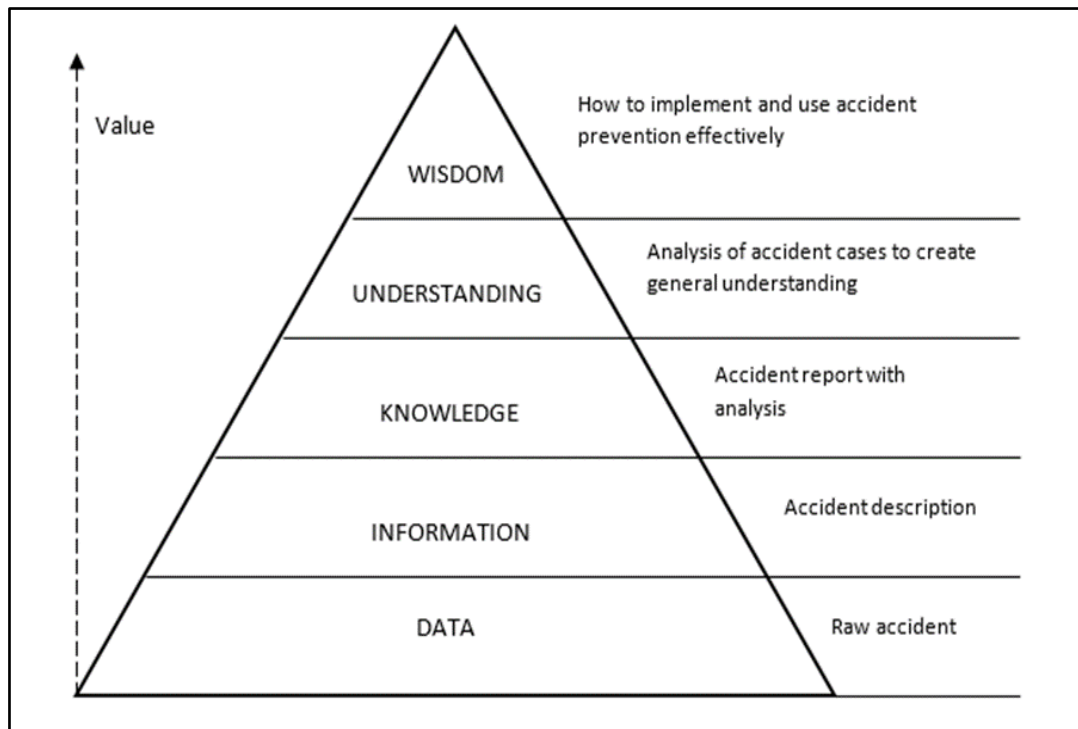 Value
How to implement and use accident
prevention effectively
WISDOM
Analysis of accident cases to create
general understanding
UNDERSTANDING
Accident report with
analysis
KNOWLEDGE
Accident description
INFORMATION
DATA
Raw accident